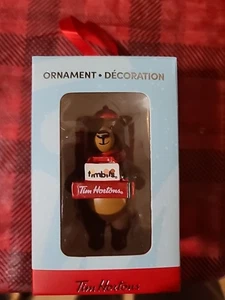 ORNAMENT • DÉCORATION
timbits
Tim Hortons
Tim Hortons